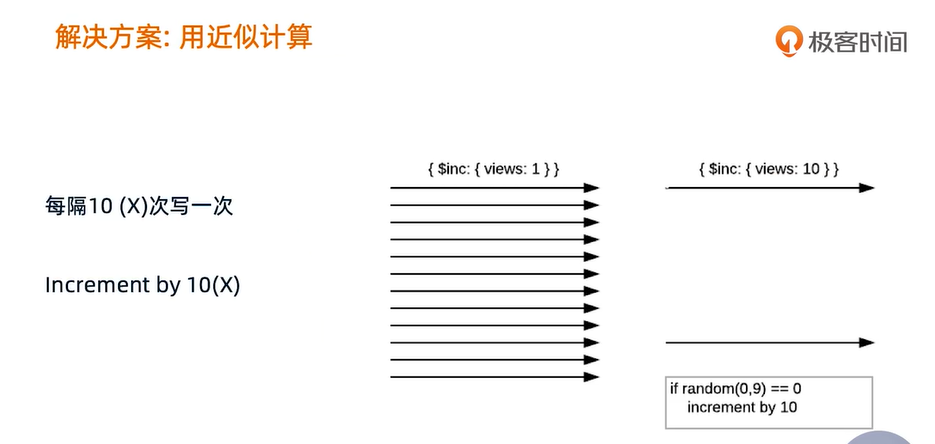 解决方案: 用近似计算
极客时间
{ $inc: { views: 1 } }
{ $inc: { views: 10 } }
每隔10 (X)次写一次
Increment by 10(X)
if random(0,9) == 0
increment by 10